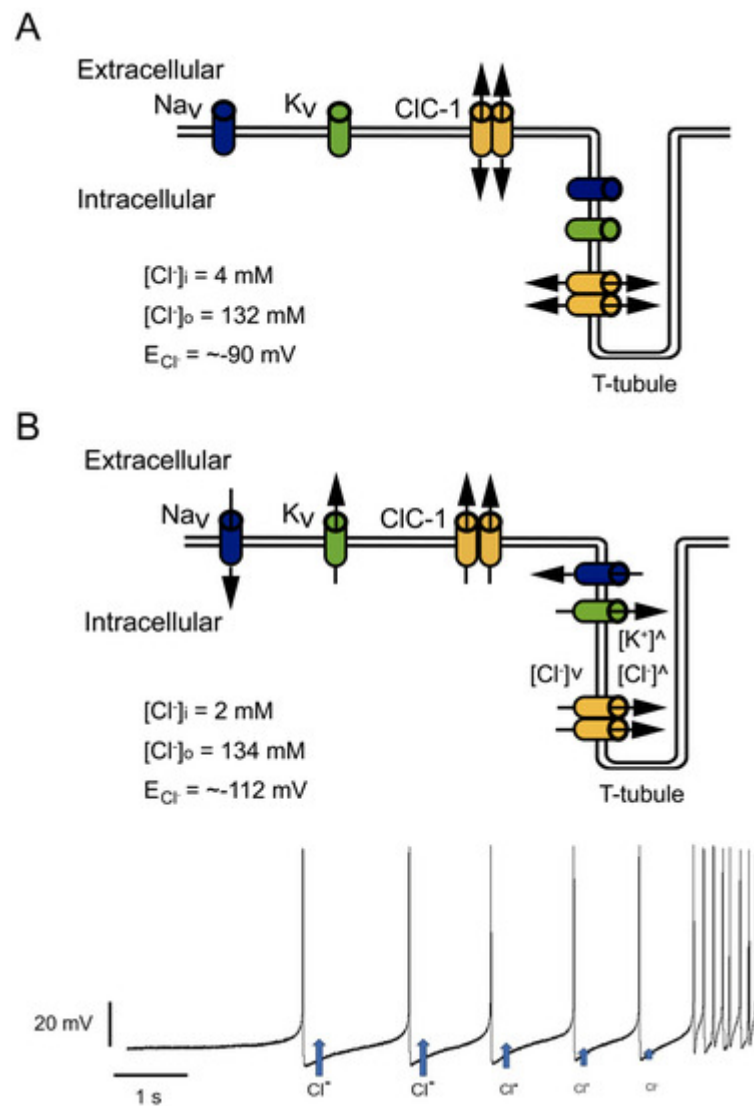 A
Extracellular
Nav Kv ClC-1
Intracellular
[Cl-]i = 4 mM
[Cl-]o = 132 mM
ECl- = ~-90 mV
T-tubule
B
Extracellular
Nav Kv ClC-1
Intracellular
[K+]^
[Cl-]v [Cl-]^
[Cl-]i = 2 mM
[Cl-]o = 134 mM
ECl- = ~-112 mV
T-tubule
20 mV
1 s
Cl- Cl- Cl- Cl- Cl-